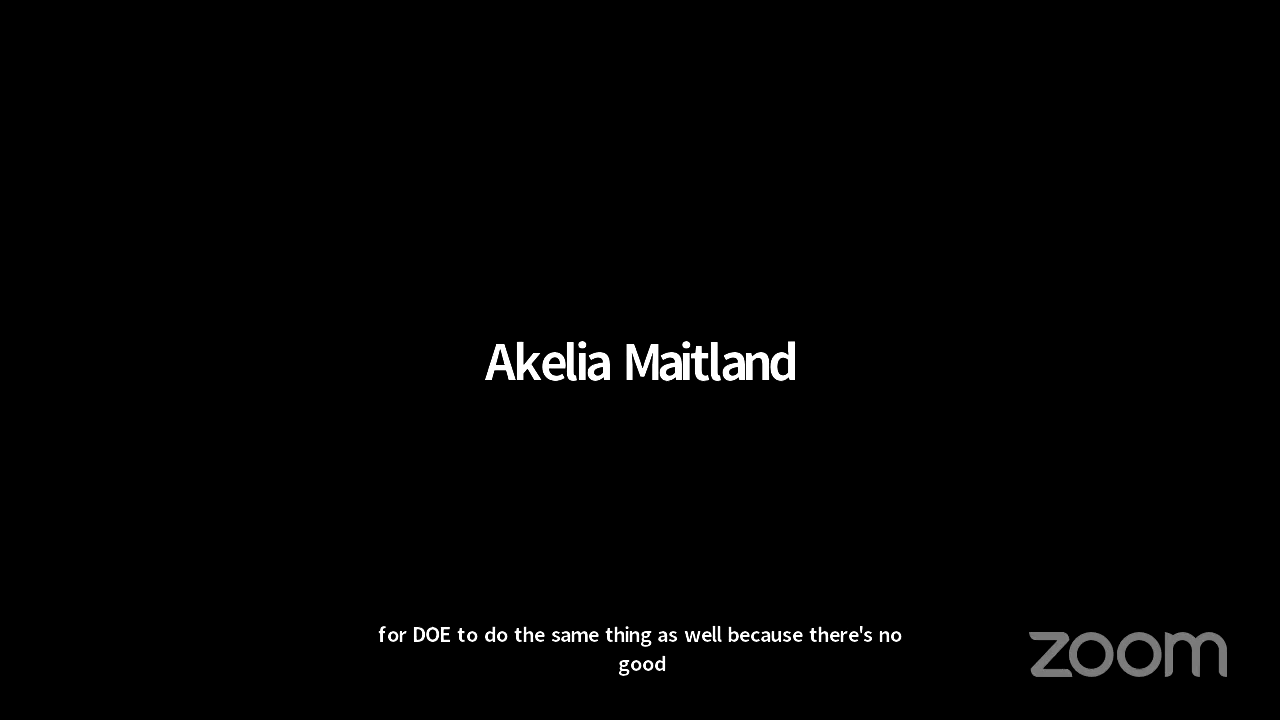 Akelia Maitland
for DOE to do the same thing as well because there's no
good
zoom